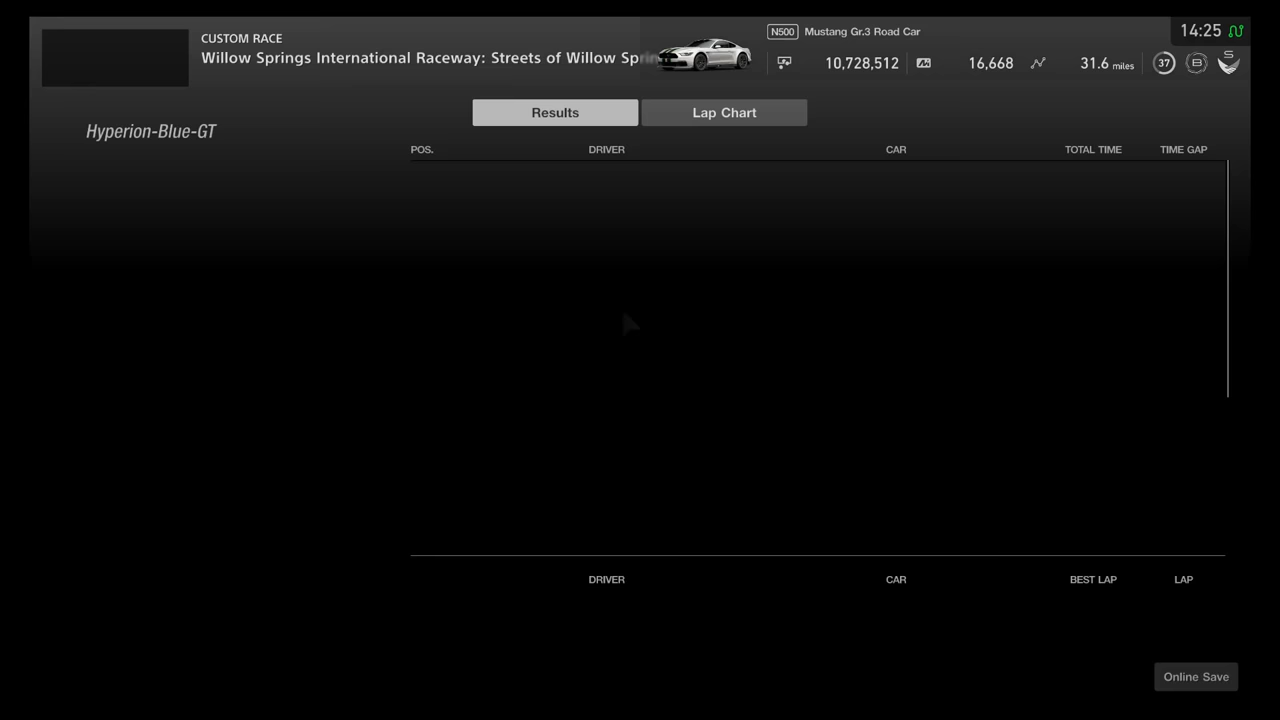 CUSTOM RACE
Willow Springs International Raceway: Streets of Willow Sprin
N500 Mustang Gr.3 Road Car
10,728,512 16,668 31.6 miles 37 B S
14:25
Results Lap Chart
Hyperion-Blue-GT
POS. DRIVER CAR TOTAL TIME TIME GAP
DRIVER CAR BEST LAP LAP
Online Save